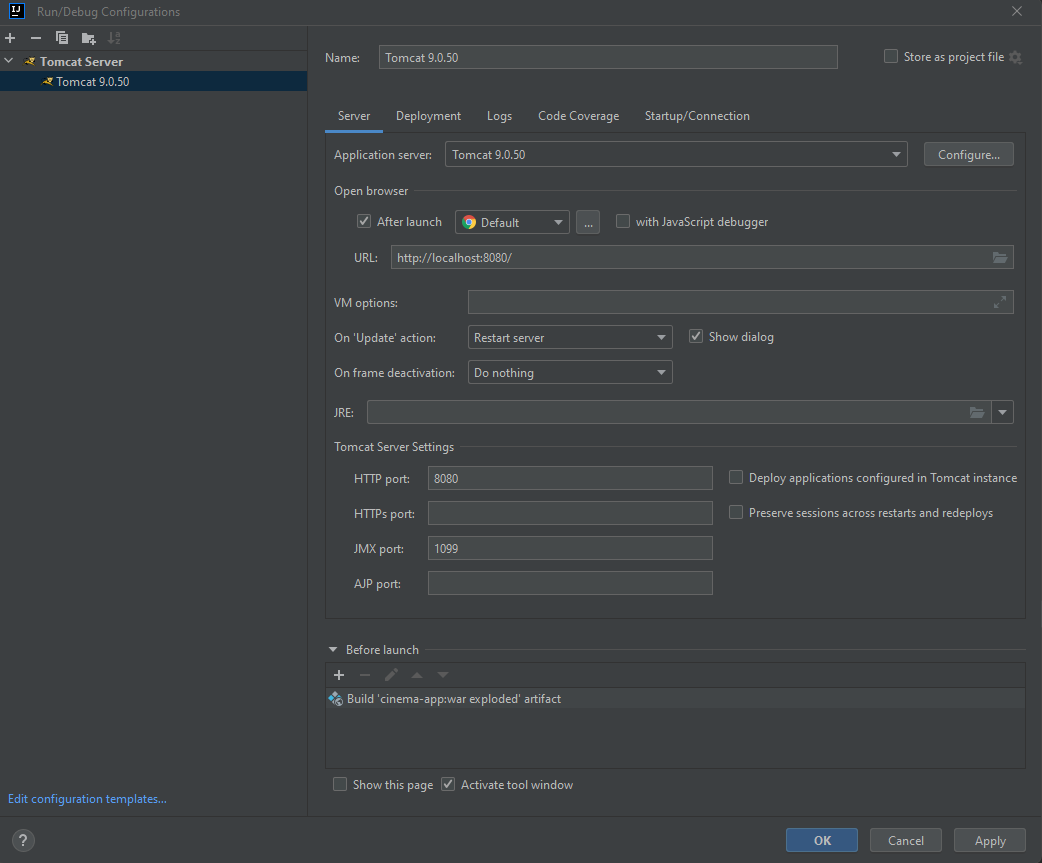 IJ
Run/Debug Configurations
Tomcat Server
Tomcat 9.0.50
Name:
Tomcat 9.0.50
Store as project file
Server Deployment Logs Code Coverage Startup/Connection
Application server: Tomcat 9.0.50 Configure...
Open browser
After launch Default ... with JavaScript debugger
URL: http://localhost:8080/
VM options:
On 'Update' action: Restart server Show dialog
On frame deactivation: Do nothing
JRE:
Tomcat Server Settings
HTTP port: 8080 Deploy applications configured in Tomcat instance
HTTPs port: Preserve sessions across restarts and redeploys
JMX port: 1099
AJP port:
Before launch
Build 'cinema-app:war exploded' artifact
Show this page Activate tool window
Edit configuration templates...
? OK Cancel Apply